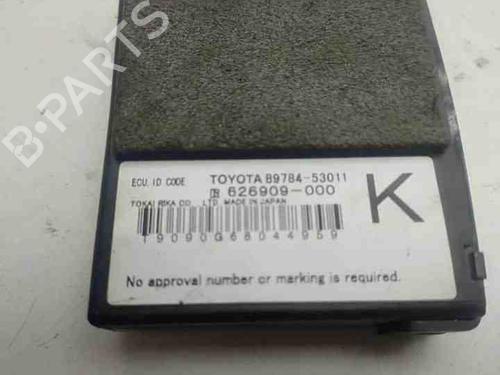 B-PARTS
ECU. ID CODE TOYOTA 89784-53011
626909-000
TOKAI RIKA CO. LTD. MADE IN JAPAN
K
19090G68044959
No approval number or marking is required.